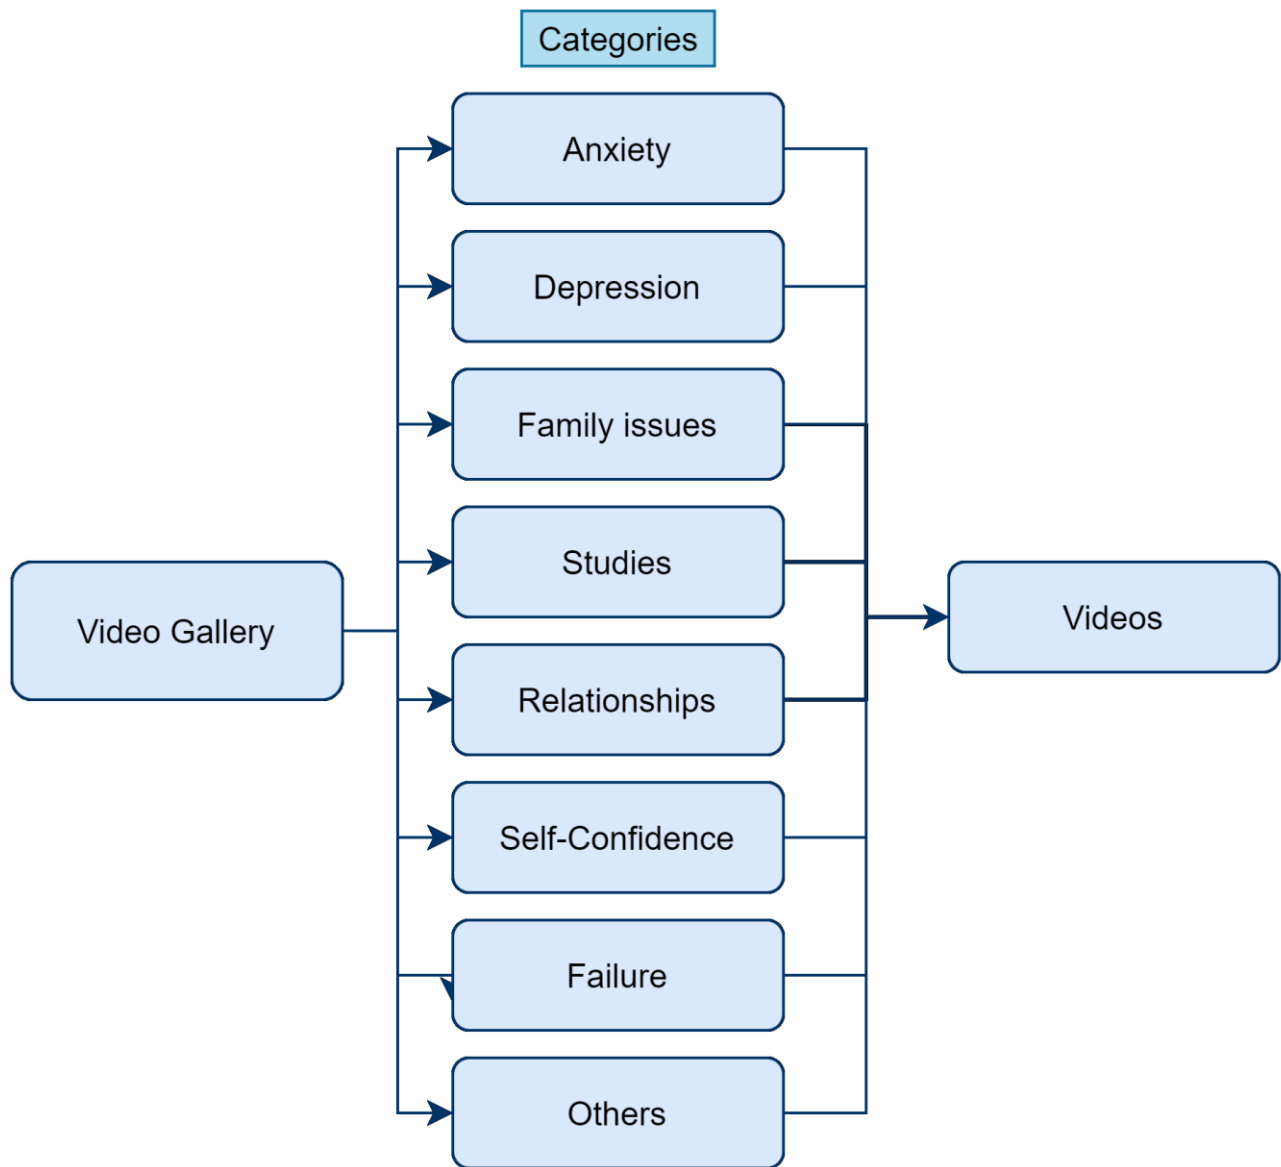 Categories
Anxiety
Depression
Family issues
Studies
Video Gallery
Videos
Relationships
Self-Confidence
Failure
Others